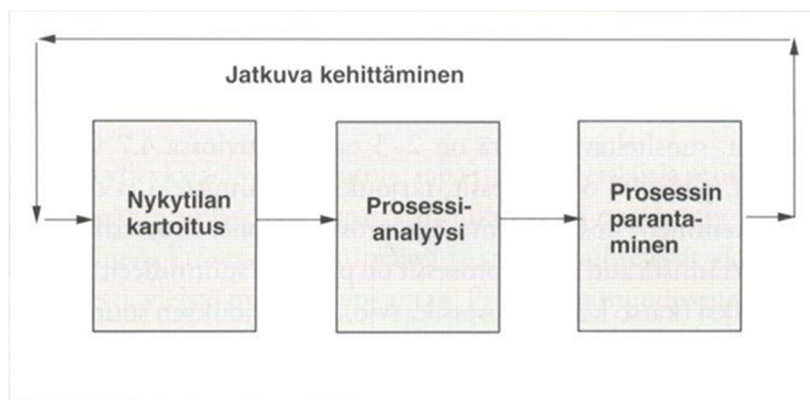 Jatkuva kehittäminen
Nykytilan
kartoitus
Prosessi-
analyysi
Prosessin
paranta-
minen